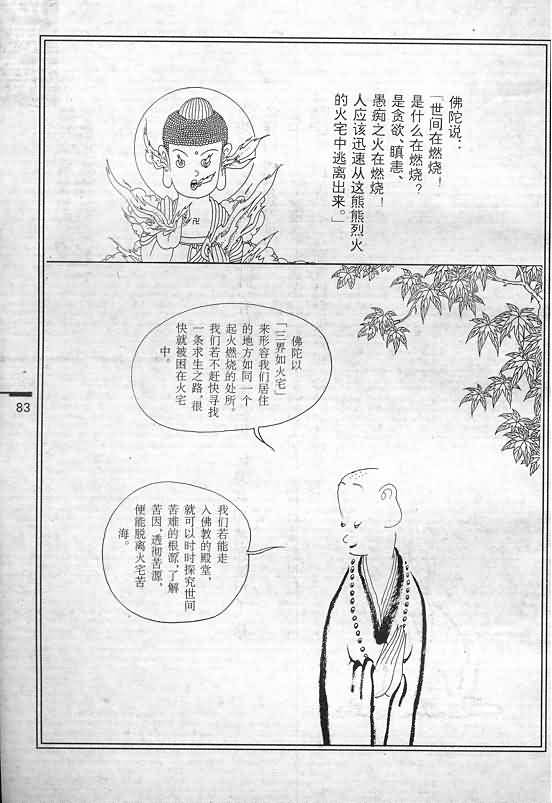 佛陀说：
「世间在燃烧！
是什么在燃烧？
是贪欲、瞋恚、
愚痴之火在燃烧！
人应该迅速从这熊熊烈火
的火宅中逃离出来。」
佛陀以
「三界如火宅」
来形容我们居住
的地方如同一个
起火燃烧的处所。
我们若不赶快寻找
一条求生之路，很
快就被困在火宅
中。
我们若能走
入佛教的殿堂，
就可以时时探究世间
苦难的根源，了解
苦因，透彻苦源，
便能脱离火宅苦
海。
卍
83